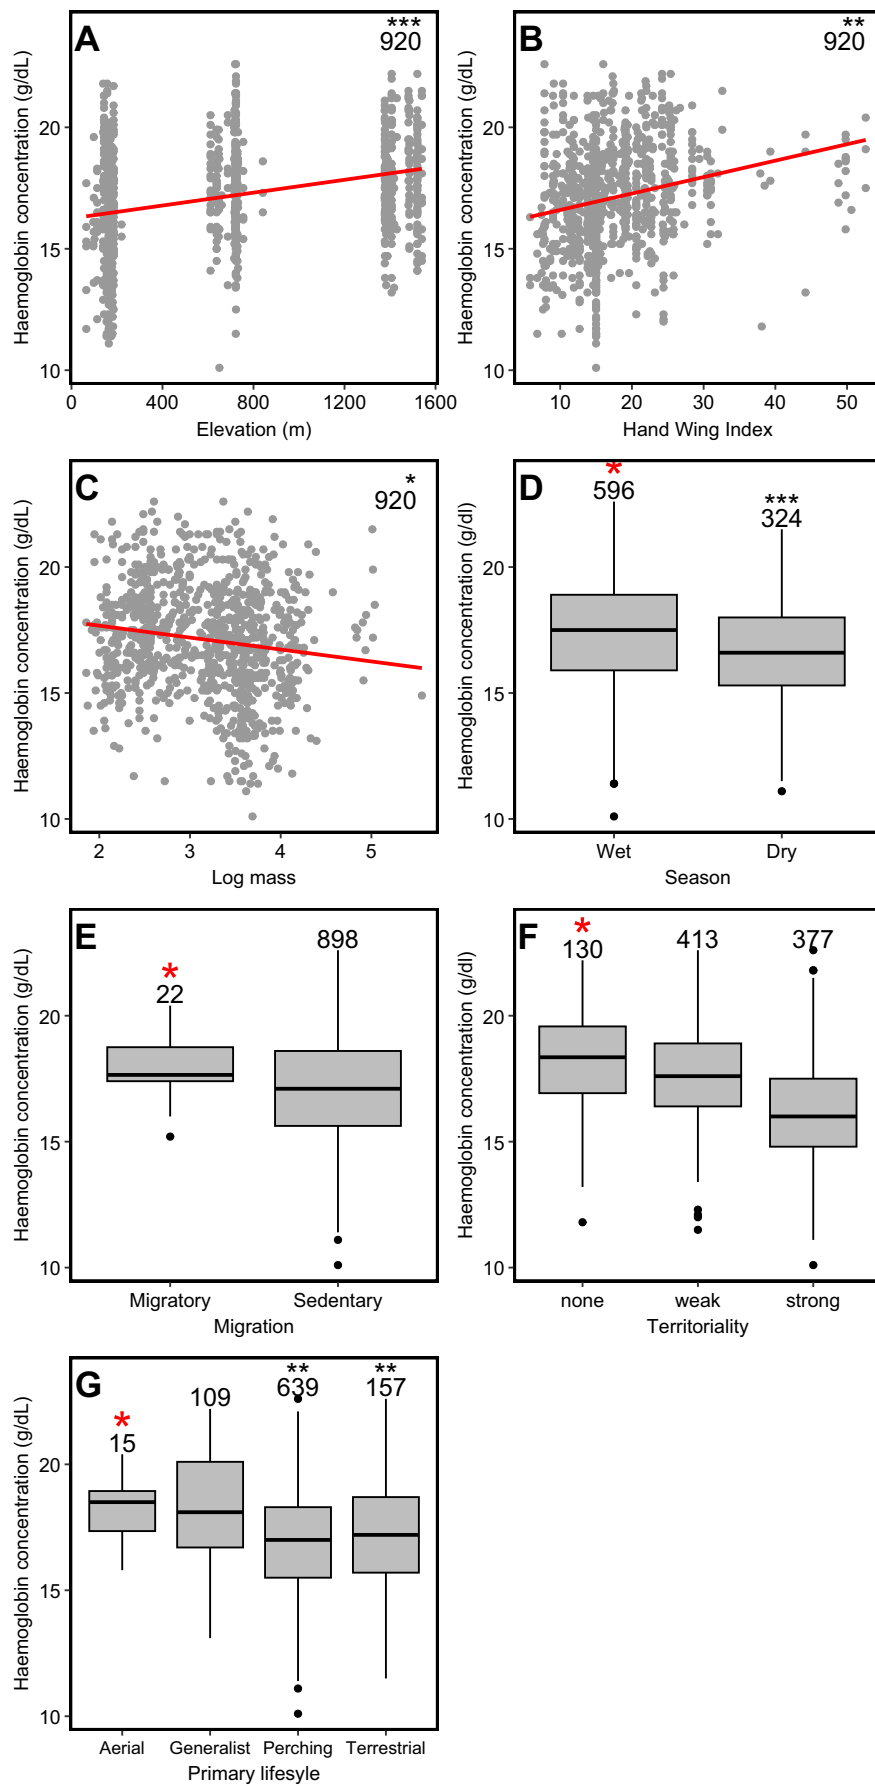 A
***
920
Haemoglobin concentration (g/dL)
20
15
10
0
400
800
1200
1600
Elevation (m)
B
**
920
Haemoglobin concentration (g/dL)
20
15
10
10
20
30
40
50
Hand Wing Index
C
*
920
Haemoglobin concentration (g/dL)
20
15
10
2
3
4
5
Log mass
D
*
596
***
324
Haemoglobin concentration (g/dl)
20
15
10
Wet
Dry
Season
E
*
22
898
Haemoglobin concentration (g/dL)
20
15
10
Migratory
Sedentary
Migration
F
*
130
413
377
Haemoglobin concentration (g/dl)
20
15
10
none
weak
strong
Territoriality
G
*
15
109
**
639
**
157
Haemoglobin concentration (g/dL)
20
15
10
Aerial
Generalist
Perching
Terrestrial
Primary lifesyle